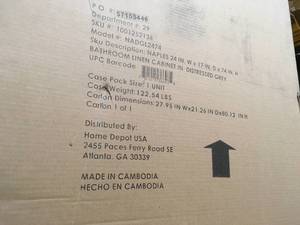 P O #: 57155446
Department #: 29
SKU #: 1001252136
Model #: NADGL2474
Sku Description: NAPLES 24 IN. W x 17 IN. D x 74 IN. H
BATHROOM LINEN CABINET IN DISTRESSED GREY
UPC Barcode:
Case Pack Size: 1 UNIT
Case Weight: 122.54 LBS
Carton Dimensions: 27.95 IN Wx21.26 IN Dx80.12 IN H
Carton 1 of 1
Distributed By:
Home Depot USA
2455 Paces Ferry Road SE
Atlanta, GA 30339
MADE IN CAMBODIA
HECHO EN CAMBODIA